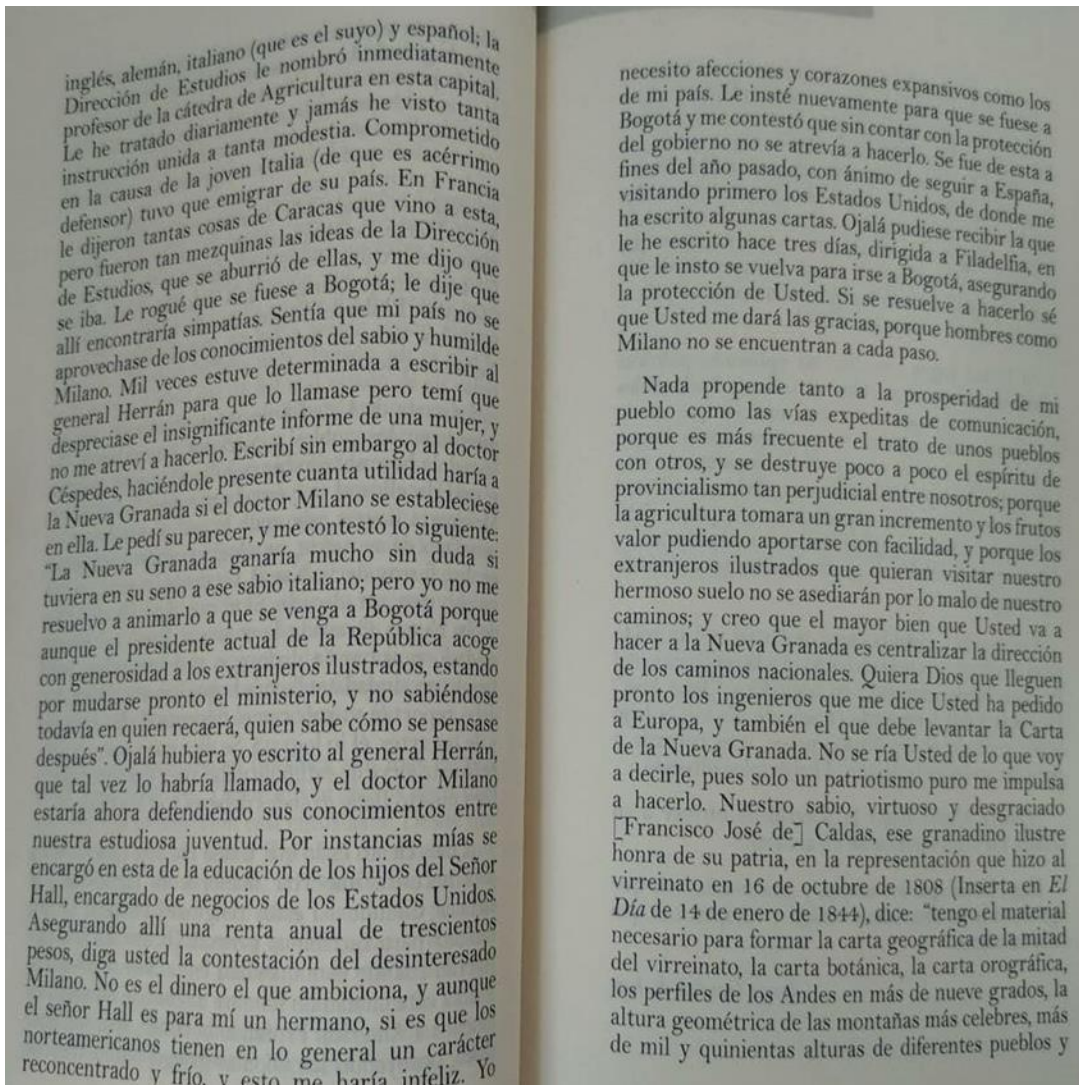 inglés, alemán, italiano (que es el suyo) y español; la
Dirección de Estudios le nombró inmediatamente
profesor de la cátedra de Agricultura en esta capital.
Le he tratado diariamente y jamás he visto tanta
instrucción unida a tanta modestia. Comprometido
en la causa de la joven Italia (de que es acérrimo
defensor) tuvo que emigrar de su país. En Francia
le dijeron tantas cosas de Caracas que vino a esta,
pero fueron tan mezquinas las ideas de la Dirección
de Estudios, que se aburrió de ellas, y me dijo que
se iba. Le rogué que se fuese a Bogotá; le dije que
allí encontraría simpatías. Sentía que mi país no se
aprovechase de los conocimientos del sabio y humilde
Milano. Mil veces estuve determinada a escribir al
general Herrán para que lo llamase pero temí que
despreciase el insignificante informe de una mujer, y
no me atreví a hacerlo. Escribí sin embargo al doctor
Céspedes, haciéndole presente cuanta utilidad haría a
la Nueva Granada si el doctor Milano se estableciese
en ella. Le pedí su parecer, y me contestó lo siguiente:
“La Nueva Granada ganaría mucho sin duda si
tuviera en su seno a ese sabio italiano; pero yo no me
resuelvo a animarlo a que se venga a Bogotá porque
aunque el presidente actual de la República acoge
con generosidad a los extranjeros ilustrados, estando
por mudarse pronto el ministerio, y no sabiéndose
todavía en quien recaerá, quien sabe cómo se pensase
después”. Ojalá hubiera yo escrito al general Herrán,
que tal vez lo habría llamado, y el doctor Milano
estaría ahora defendiendo sus conocimientos entre
nuestra estudiosa juventud. Por instancias mías se
encargó en esta de la educación de los hijos del Señor
Hall, encargado de negocios de los Estados Unidos.
Asegurando allí una renta anual de trescientos
pesos, diga usted la contestación del desinteresado
Milano. No es el dinero el que ambiciona, y aunque
el señor Hall es para mí un hermano, si es que los
norteamericanos tienen en lo general un carácter
reconcentrado y frío, y esto me haría infeliz. Yo
necesito afecciones y corazones expansivos como los
de mi país. Le insté nuevamente para que se fuese a
Bogotá y me contestó que sin contar con la protección
del gobierno no se atrevía a hacerlo. Se fue de esta a
fines del año pasado, con ánimo de seguir a España,
visitando primero los Estados Unidos, de donde me
ha escrito algunas cartas. Ojalá pudiese recibir la que
le he escrito hace tres días, dirigida a Filadelfia, en
que le insto se vuelva para irse a Bogotá, asegurando
la protección de Usted. Si se resuelve a hacerlo sé
que Usted me dará las gracias, porque hombres como
Milano no se encuentran a cada paso.
Nada propende tanto a la prosperidad de mi
pueblo como las vías expeditas de comunicación,
porque es más frecuente el trato de unos pueblos
con otros, y se destruye poco a poco el espíritu de
provincialismo tan perjudicial entre nosotros; porque
la agricultura tomara un gran incremento y los frutos
valor pudiendo aportarse con facilidad, y porque los
extranjeros ilustrados que quieran visitar nuestro
hermoso suelo no se asediarán por lo malo de nuestro
caminos; y creo que el mayor bien que Usted va a
hacer a la Nueva Granada es centralizar la dirección
de los caminos nacionales. Quiera Dios que lleguen
pronto los ingenieros que me dice Usted ha pedido
a Europa, y también el que debe levantar la Carta
de la Nueva Granada. No se ría Usted de lo que voy
a decirle, pues solo un patriotismo puro me impulsa
a hacerlo. Nuestro sabio, virtuoso y desgraciado
[Francisco José de] Caldas, ese granadino ilustre
honra de su patria, en la representación que hizo al
virreinato en 16 de octubre de 1808 (Inserta en El
Día de 14 de enero de 1844), dice: “tengo el material
necesario para formar la carta geográfica de la mitad
del virreinato, la carta botánica, la carta orográfica,
los perfiles de los Andes en más de nueve grados, la
altura geométrica de las montañas más celebres, más
de mil y quinientas alturas de diferentes pueblos y